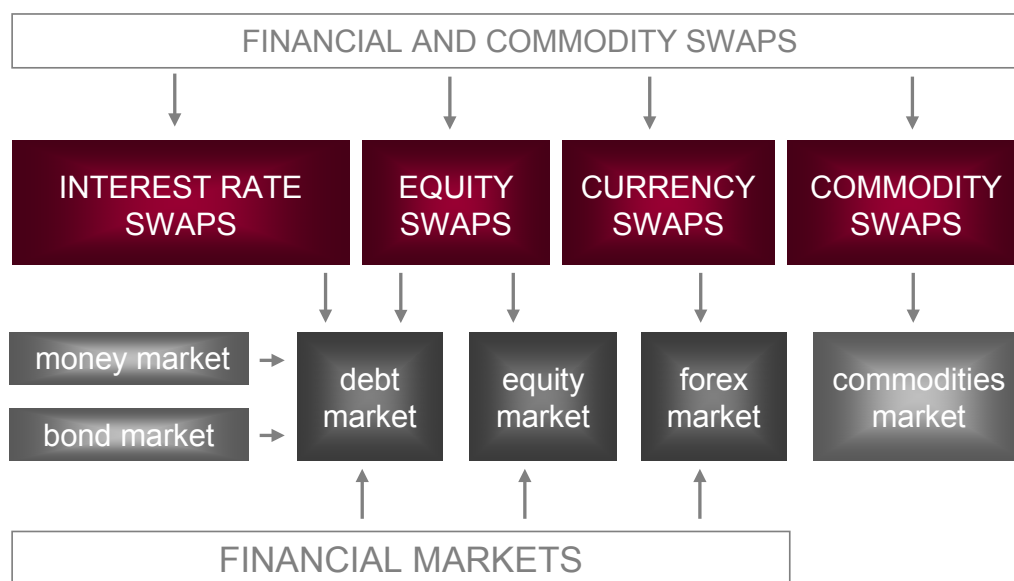 FINANCIAL AND COMMODITY SWAPS
INTEREST RATE
SWAPS
EQUITY
SWAPS
CURRENCY
SWAPS
COMMODITY
SWAPS
money market
bond market
debt
market
equity
market
forex
market
commodities
market
FINANCIAL MARKETS